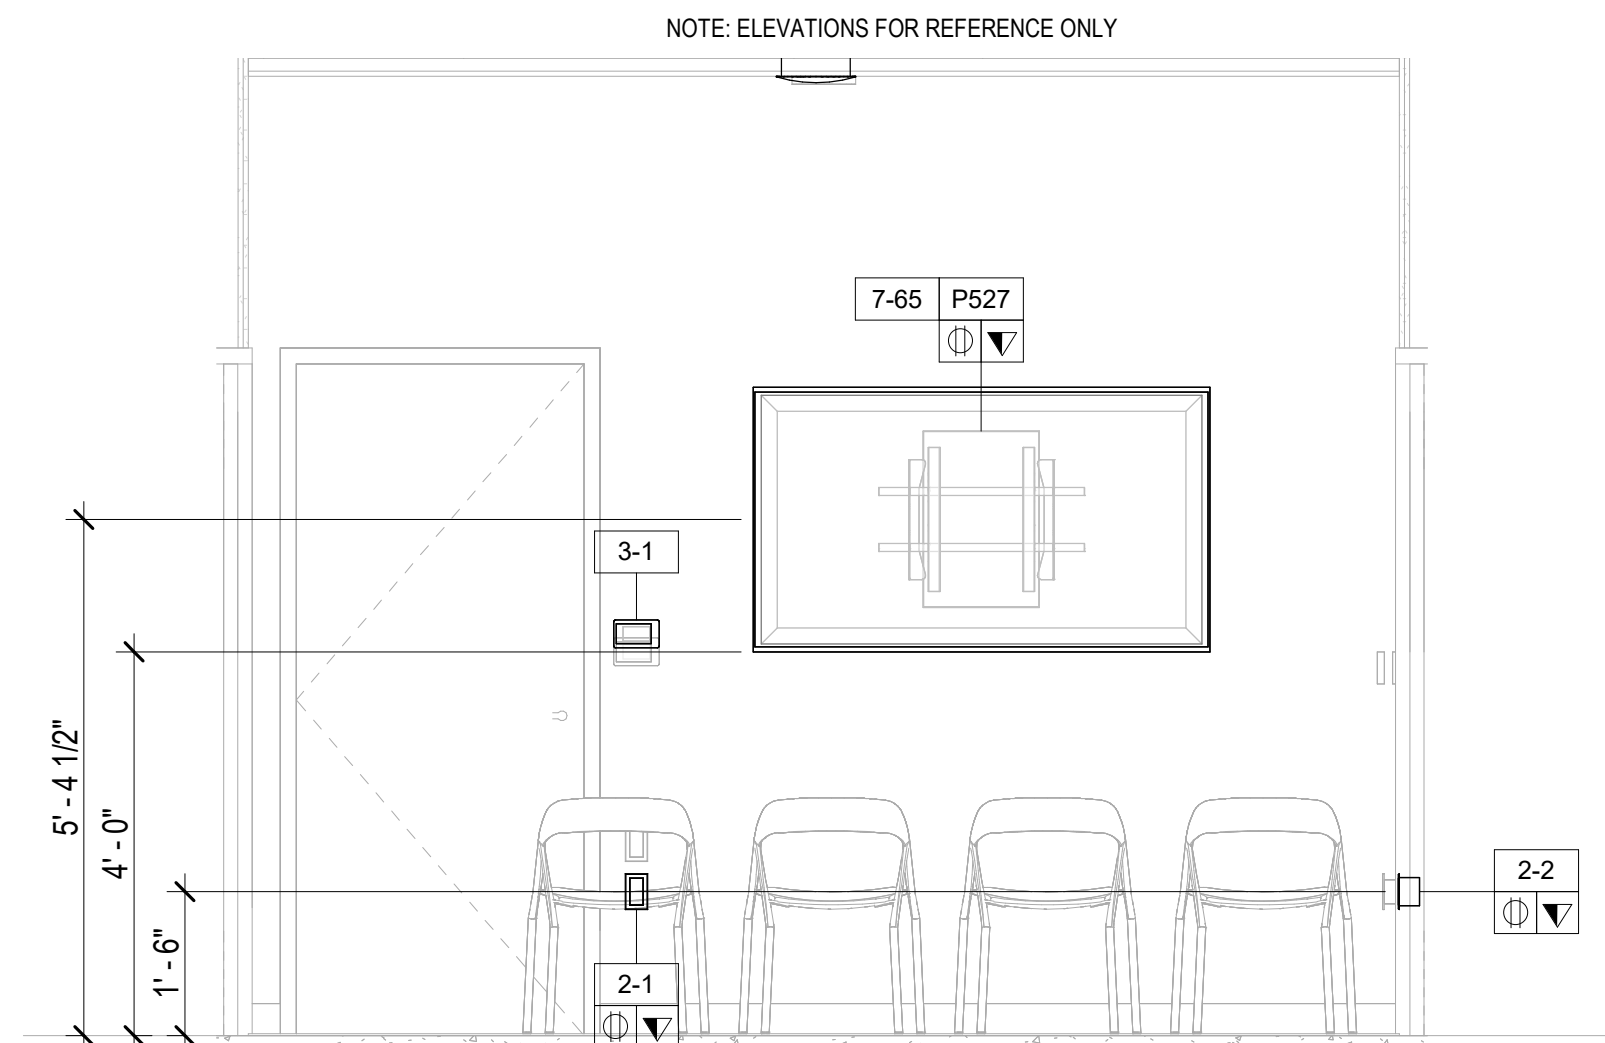 NOTE: ELEVATIONS FOR REFERENCE ONLY
7-65 P527
3-1
5' - 4 1/2"
4' - 0"
1' - 6"
2-2
2-1